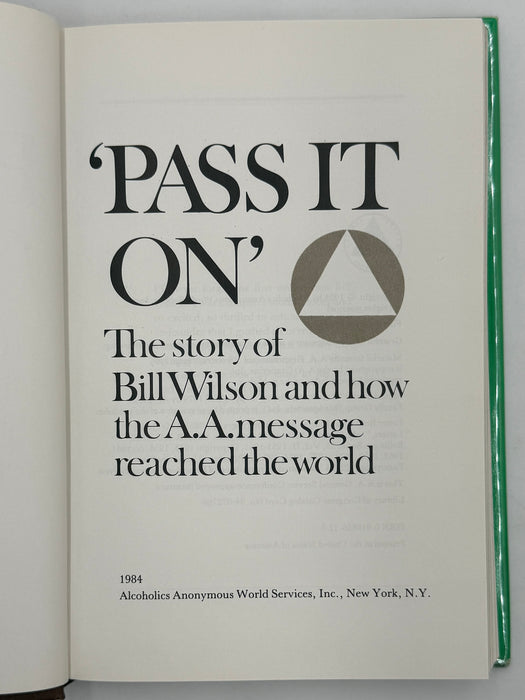 ‘PASS IT
ON’
The story of
Bill Wilson and how
the A.A. message
reached the world
1984
Alcoholics Anonymous World Services, Inc., New York, N.Y.